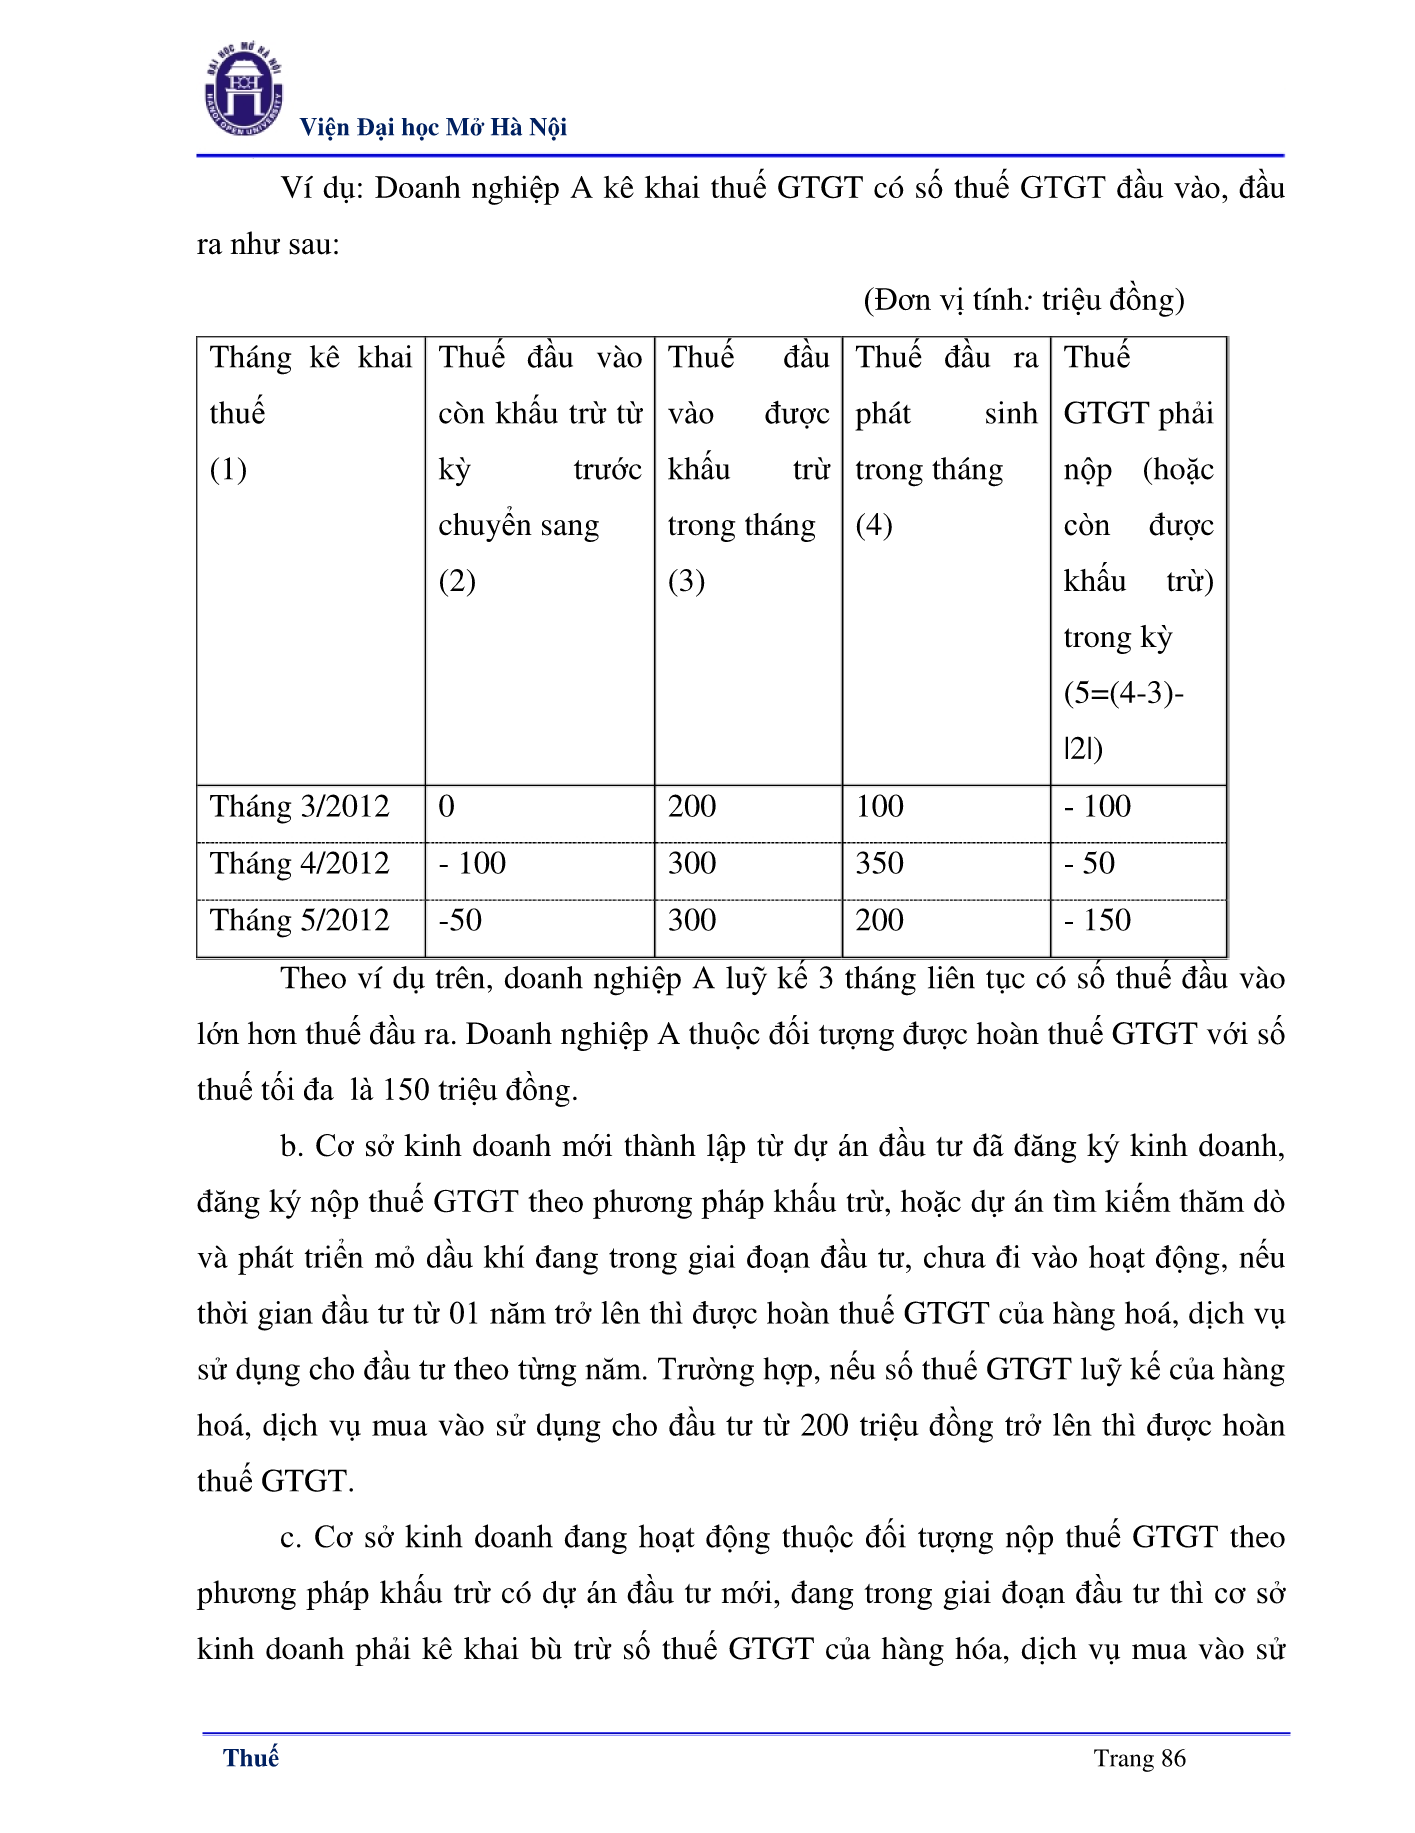 ĐẠI HỌC MỞ HÀ NỘI
HANOI OPEN UNIVERSITY
Viện Đại học Mở Hà Nội
Ví dụ: Doanh nghiệp A kê khai thuế GTGT có số thuế GTGT đầu vào, đầu
ra như sau:
(Đơn vị tính: triệu đồng)
Tháng kê khai
thuế
(1)
Thuế đầu vào
còn khấu trừ từ
kỳ trước
chuyển sang
(2)
Thuế đầu
vào được
khấu trừ
trong tháng
(3)
Thuế đầu ra
phát sinh
trong tháng
(4)
Thuế
GTGT phải
nộp (hoặc
còn được
khấu trừ)
trong kỳ
(5=(4-3)-
|2|)
Tháng 3/2012 0 200 100 - 100
Tháng 4/2012 - 100 300 350 - 50
Tháng 5/2012 -50 300 200 - 150
Theo ví dụ trên, doanh nghiệp A luỹ kế 3 tháng liên tục có số thuế đầu vào
lớn hơn thuế đầu ra. Doanh nghiệp A thuộc đối tượng được hoàn thuế GTGT với số
thuế tối đa  là 150 triệu đồng.
b. Cơ sở kinh doanh mới thành lập từ dự án đầu tư đã đăng ký kinh doanh,
đăng ký nộp thuế GTGT theo phương pháp khấu trừ, hoặc dự án tìm kiếm thăm dò
và phát triển mỏ dầu khí đang trong giai đoạn đầu tư, chưa đi vào hoạt động, nếu
thời gian đầu tư từ 01 năm trở lên thì được hoàn thuế GTGT của hàng hoá, dịch vụ
sử dụng cho đầu tư theo từng năm. Trường hợp, nếu số thuế GTGT luỹ kế của hàng
hoá, dịch vụ mua vào sử dụng cho đầu tư từ 200 triệu đồng trở lên thì được hoàn
thuế GTGT.
c. Cơ sở kinh doanh đang hoạt động thuộc đối tượng nộp thuế GTGT theo
phương pháp khấu trừ có dự án đầu tư mới, đang trong giai đoạn đầu tư thì cơ sở
kinh doanh phải kê khai bù trừ số thuế GTGT của hàng hóa, dịch vụ mua vào sử
Thuế Trang 86